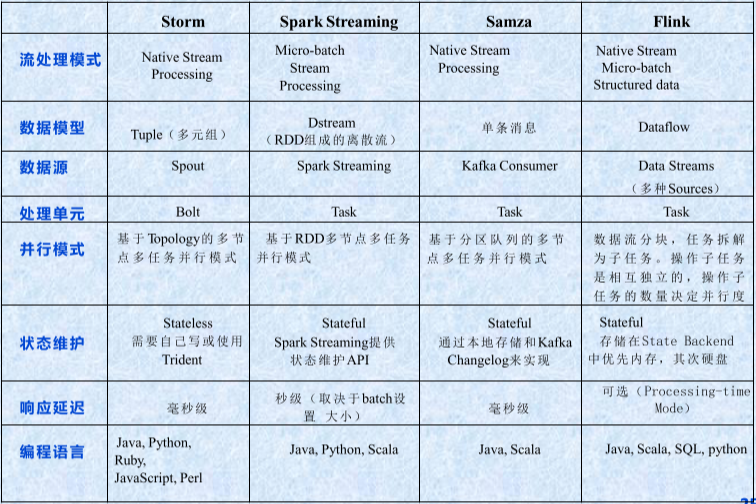 Storm
Spark Streaming
Samza
Flink
流处理模式
Native Stream
Processing
Micro-batch
Stream
Processing
Native Stream
Processing
Native Stream
Micro-batch
Structured data
数据模型
Tuple（多元组）
Dstream
（RDD组成的离散流）
单条消息
Dataflow
数据源
Spout
Spark Streaming
Kafka Consumer
Data Streams
（多种Sources）
处理单元
Bolt
Task
Task
Task
并行模式
基于Topology的多节
点多任务并行模式
基于RDD多节点多任务
并行模式
基于分区队列的多节
点多任务并行模式
数据流分块，任务拆解
为子任务。操作子任务
是相互独立的，操作子
任务的数量决定并行度
状态维护
Stateless
需要自己写或使用
Trident
Stateful
Spark Streaming提供
状态维护API
Stateful
通过本地存储和Kafka
Changelog来实现
Stateful
存储在State Backend
中优先内存，其次硬盘
响应延迟
毫秒级
秒级（取决于batch设
置 大小）
毫秒级
可选（Processing-time
Mode）
编程语言
Java, Python,
Ruby,
JavaScript, Perl
Java, Python, Scala
Java, Scala
Java, Scala, SQL, python